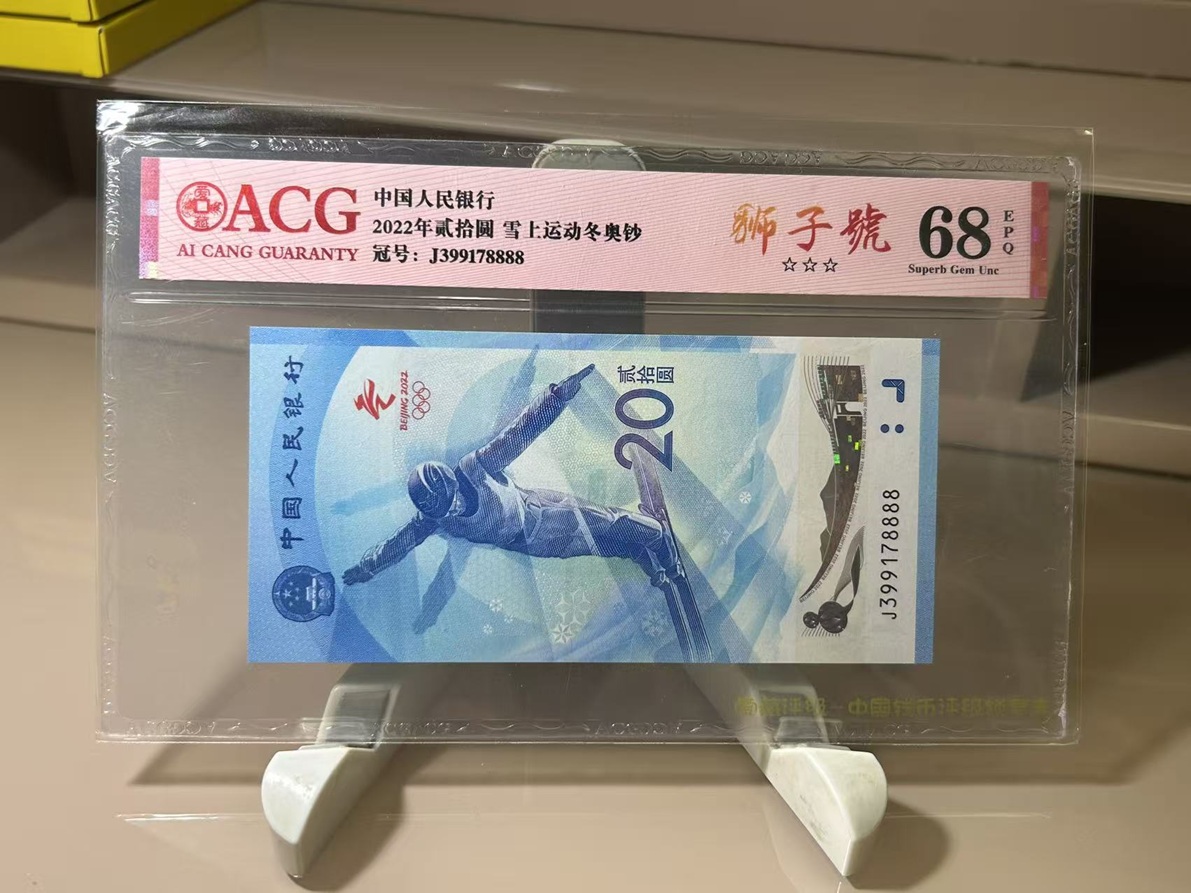 ACG
AI CANG GUARANTY
中国人民银行
2022年贰拾圆 雪上运动冬奥钞
冠号：J399178888
狮子號
☆☆☆
68
EPQ
Superb Gem Unc
中国人民银行
BEIJING 2022
贰拾圆
20
J399178888